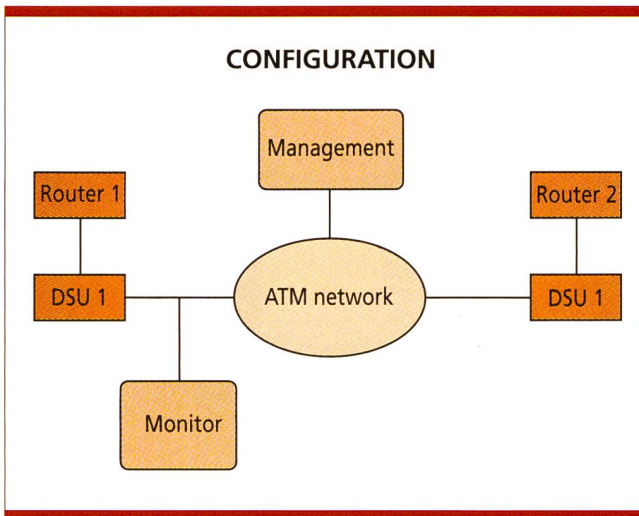 CONFIGURATION
Management
Router 1
Router 2
DSU 1
ATM network
DSU 1
Monitor